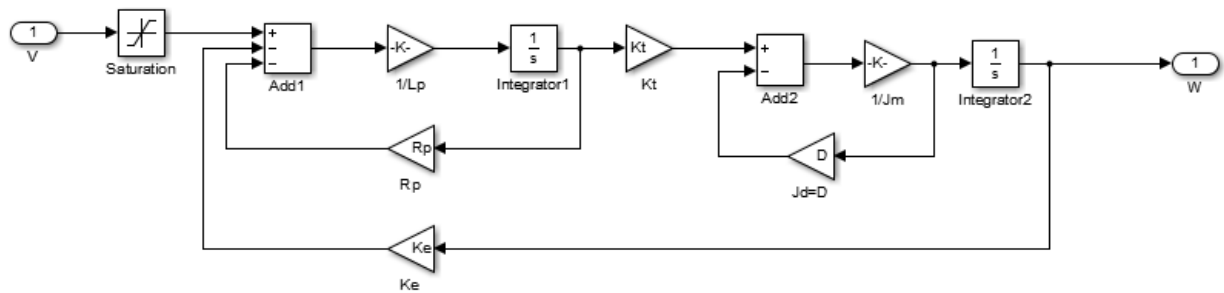 1
V
Saturation
+
−
−
Add1
-K-
1/Lp
1
s
Integrator1
Kt
Kt
+
−
Add2
-K-
1/Jm
1
s
Integrator2
1
W
Rp
Rp
D
Jd=D
Ke
Ke